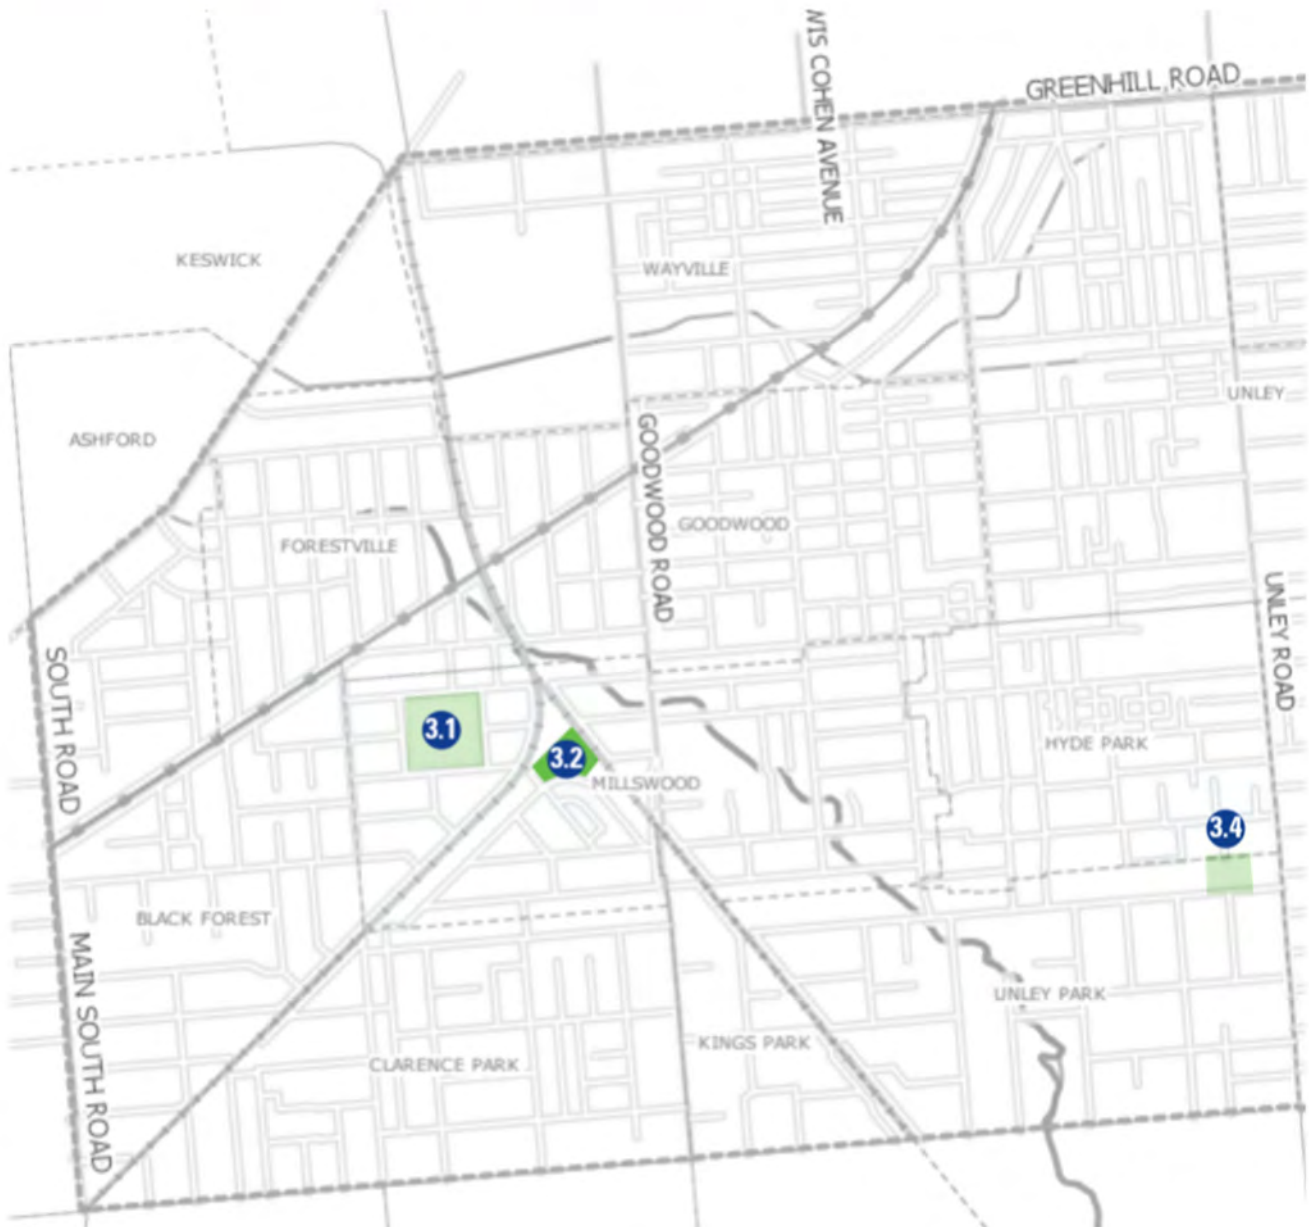 WIS COHEN AVENUE
GREENHILL ROAD
KESWICK
WAYVILLE
UNLEY
ASHFORD
GOODWOOD ROAD
GOODWOOD
FORESTVILLE
UNLEY ROAD
SOUTH ROAD
3.1
3.2
HYDE PARK
MILLSWOOD
3.4
BLACK FOREST
MAIN SOUTH ROAD
UNLEY PARK
KINGS PARK
CLARENCE PARK